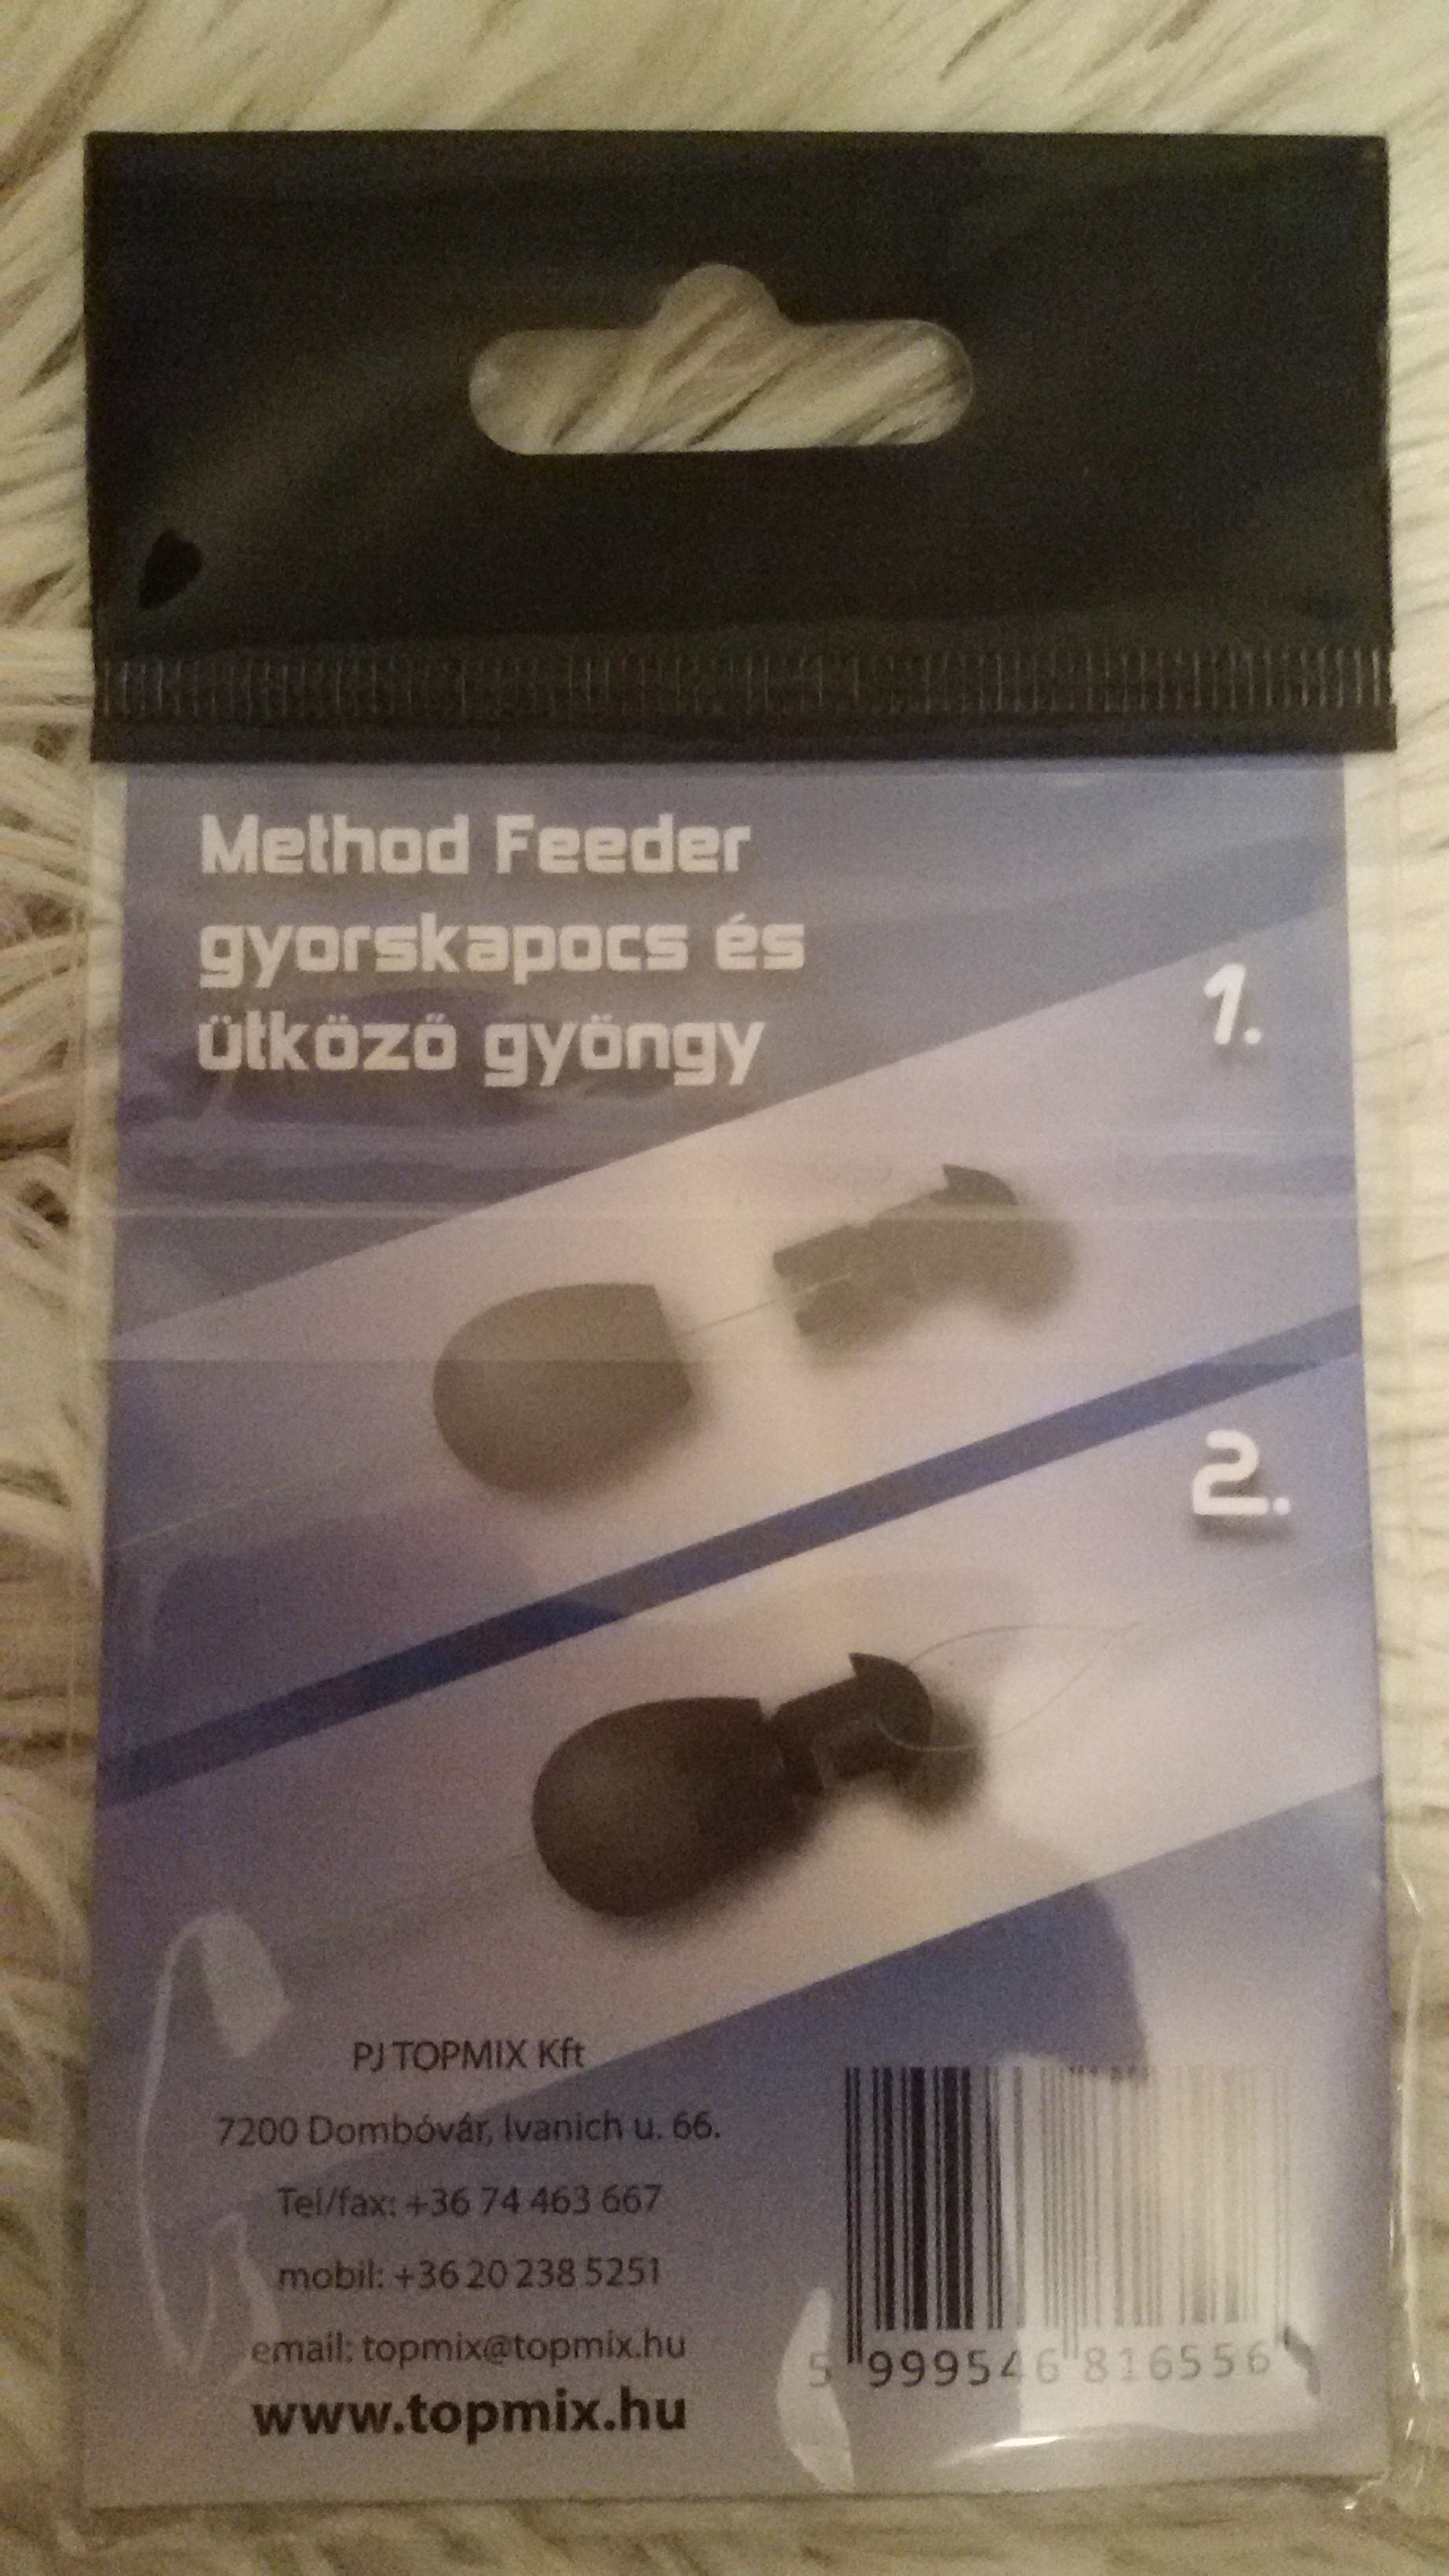 Method Feeder
gyorskapocs és
ütköző gyöngy
1.
2.
PJ TOPMIX Kft
7200 Dombóvár, Ivanich u. 66.
Tel/fax: +36 74 463 667
mobil: +36 20 238 5251
email: topmix@topmix.hu
www.topmix.hu
5 999546 816556